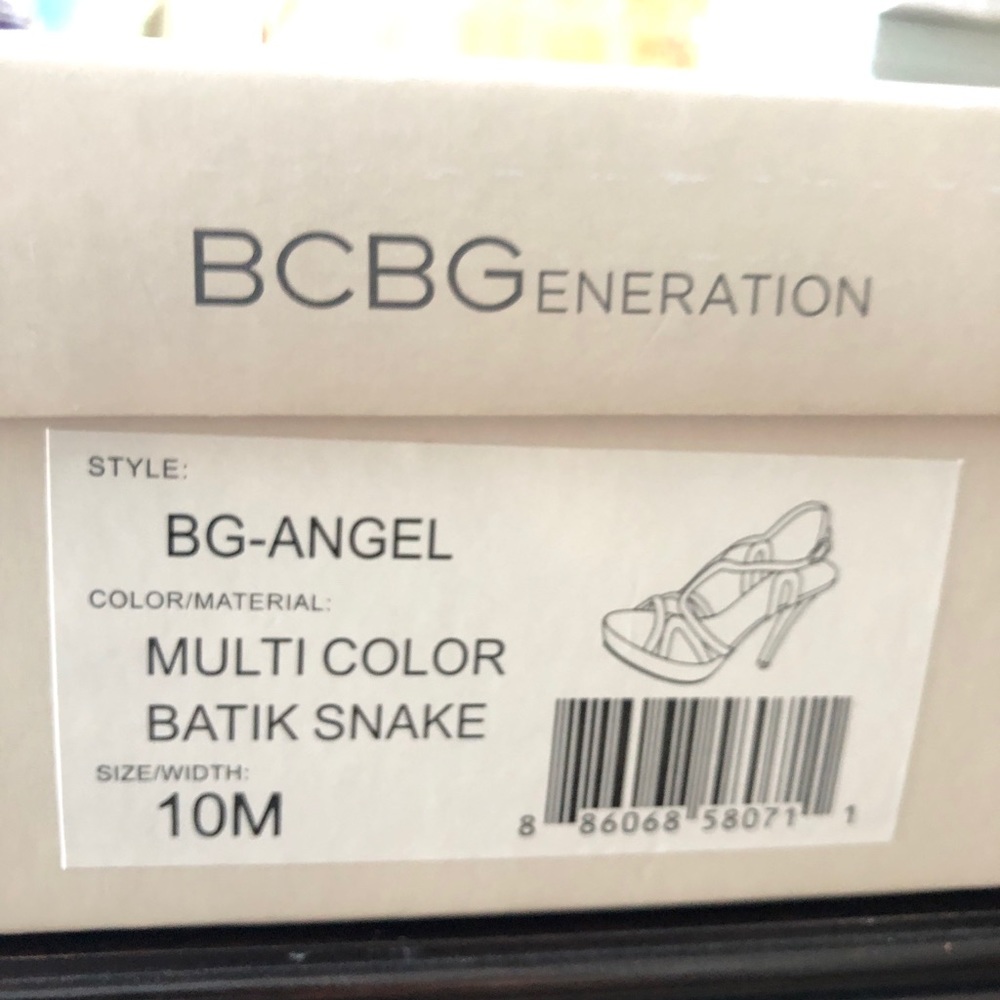 BCBGENERATION
STYLE:
BG-ANGEL
COLOR/MATERIAL:
MULTI COLOR
BATIK SNAKE
SIZE/WIDTH:
10M
8 86068 58071 1